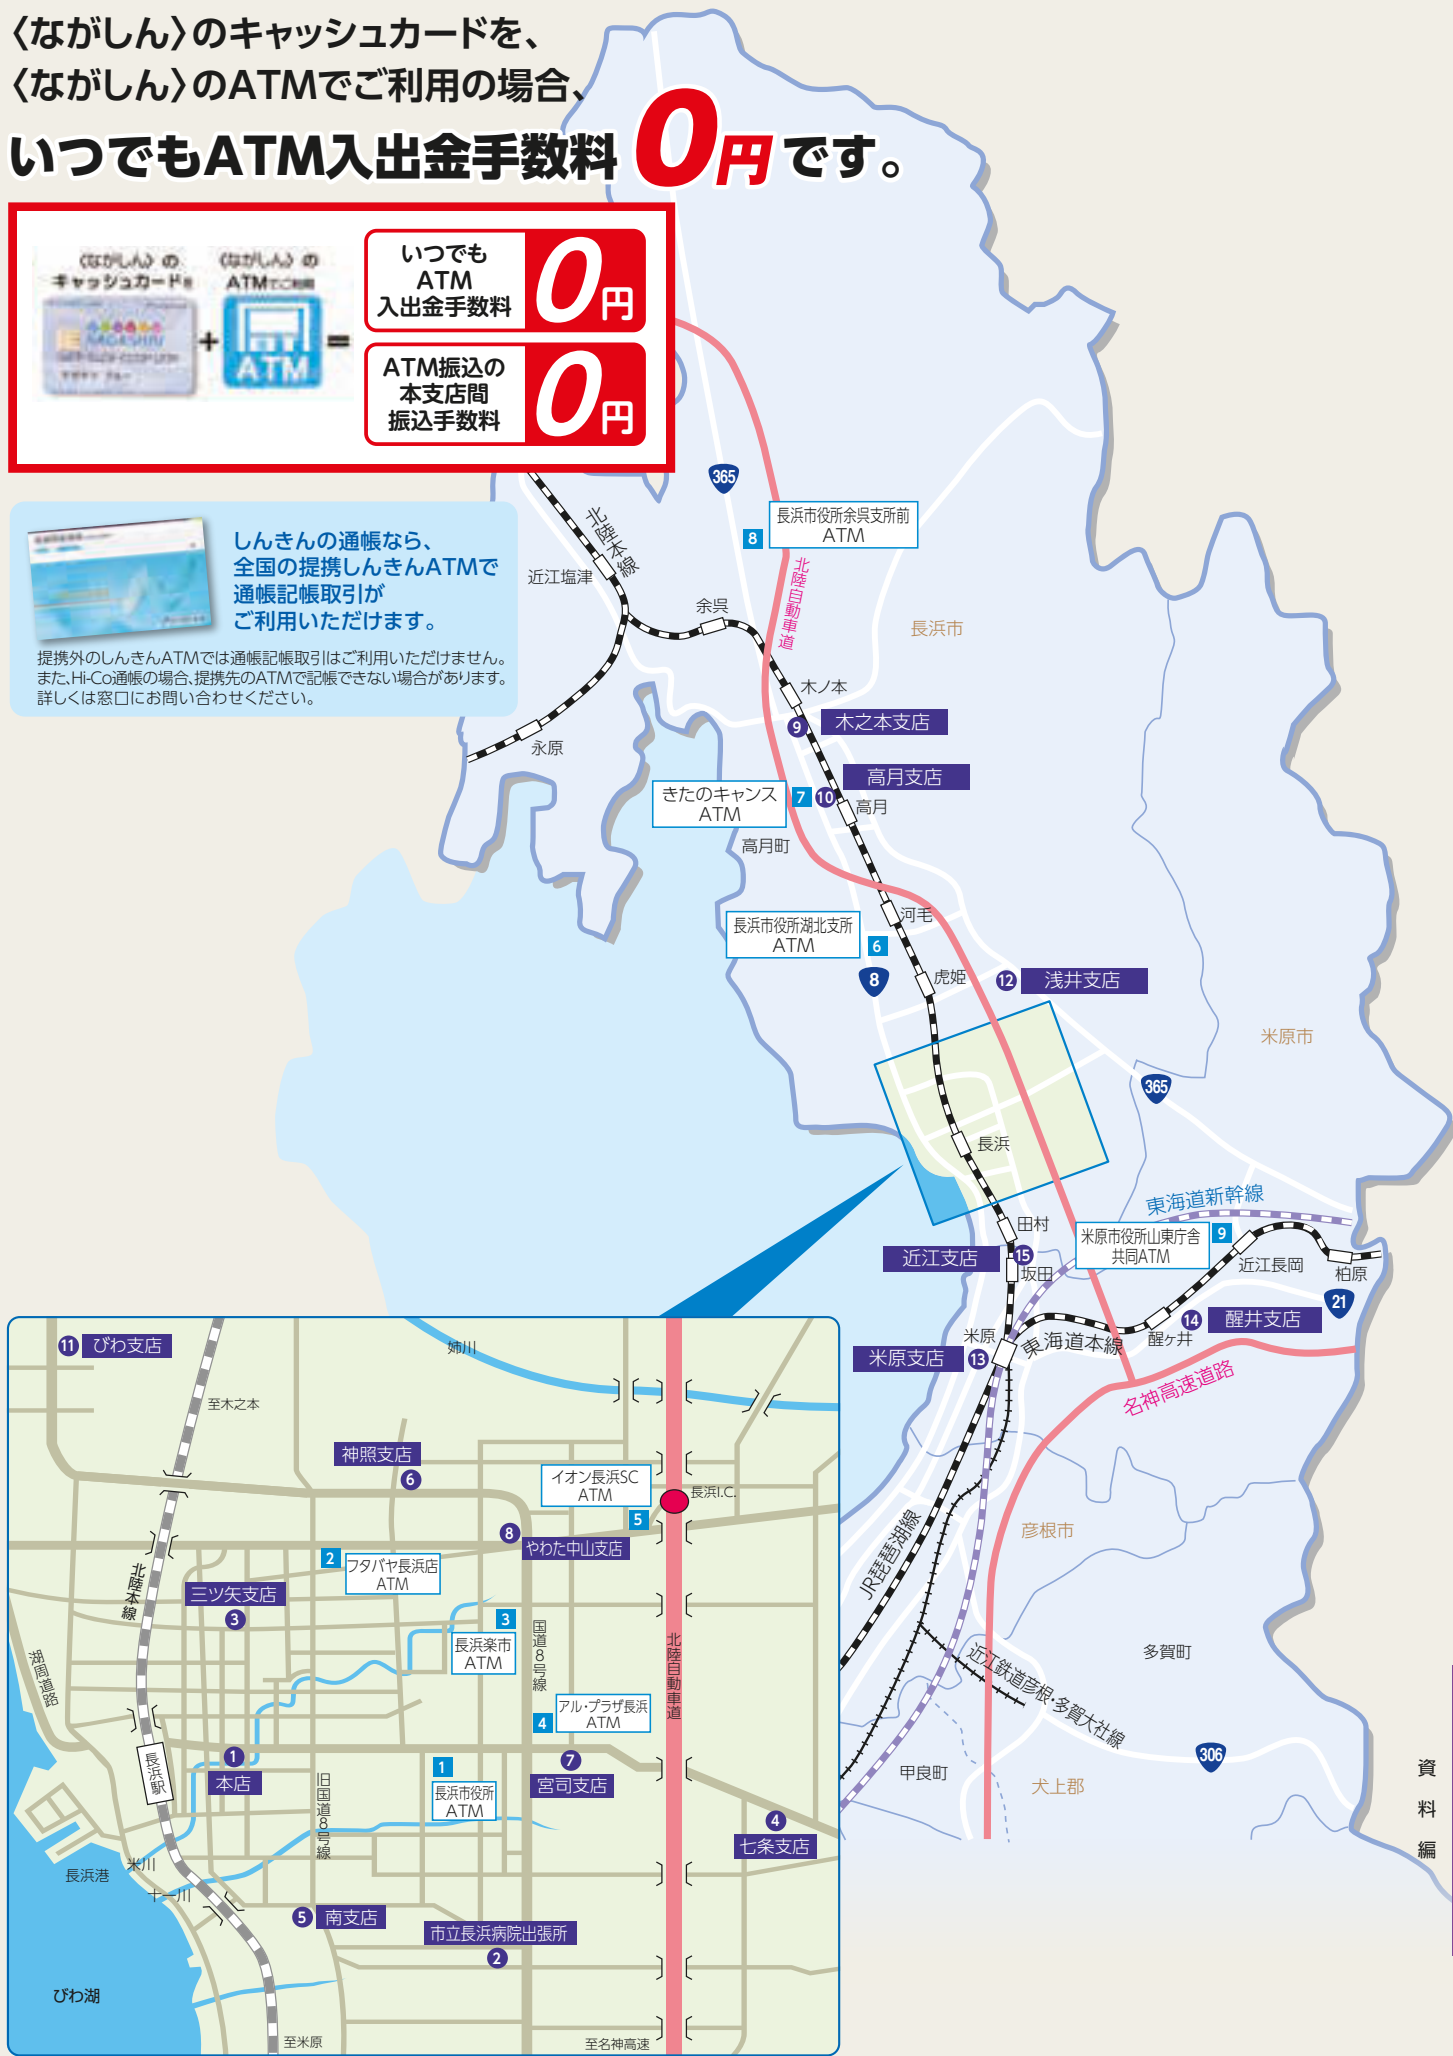 〈ながしん〉のキャッシュカードを、
〈ながしん〉のATMでご利用の場合、
いつでもATM入出金手数料0円です。
〈ながしん〉の
キャッシュカードを
〈ながしん〉の
ATMでご利用
ATM
+
=
いつでも
ATM
入出金手数料
0円
ATM振込の
本支店間
振込手数料
0円
しんきんの通帳なら、
全国の提携しんきんATMで
通帳記帳取引が
ご利用いただけます。
提携外のしんきんATMでは通帳記帳取引はご利用いただけません。
また、Hi-Co通帳の場合、提携先のATMで記帳できない場合があります。
詳しくは窓口にお問い合わせください。
365
8
長浜市役所余呉支所前
ATM
北陸本線
近江塩津
余呉
北陸自動車道
長浜市
木ノ本
9
木之本支店
永原
高月支店
きたのキャンス
ATM
7
10
高月
高月町
長浜市役所湖北支所
ATM
6
河毛
8
虎姫
12
浅井支店
米原市
365
長浜
東海道新幹線
田村
米原市役所山東庁舎
共同ATM
9
近江支店
15
坂田
近江長岡
柏原
21
14
醒井支店
醒ヶ井
米原
東海道本線
米原支店
13
名神高速道路
彦根市
JR琵琶湖線
多賀町
近江鉄道彦根・多賀大社線
306
甲良町
犬上郡
資料編
11
びわ支店
姉川
至木之本
神照支店
6
イオン長浜SC
ATM
5
長浜I.C.
8
やわた中山支店
2
フタバヤ長浜店
ATM
北陸本線
三ツ矢支店
3
3
長浜楽市
ATM
国道8号線
北陸自動車道
湖周道路
アル・プラザ長浜
ATM
4
長浜駅
1
本店
1
長浜市役所
ATM
7
宮司支店
旧国道8号線
4
七条支店
米川
長浜港
十一川
5
南支店
市立長浜病院出張所
2
びわ湖
至米原
至名神高速